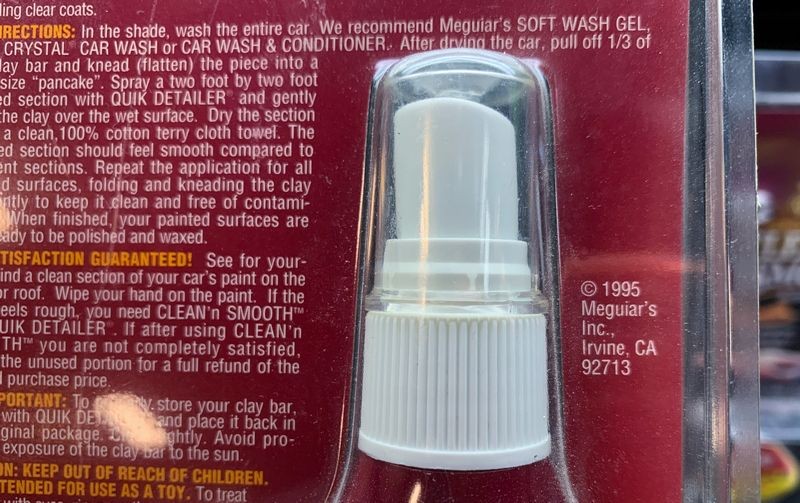 ling clear coats.
RECTIONS: In the shade, wash the entire car. We recommend Meguiar's SOFT WASH GEL,
CRYSTAL CAR WASH or CAR WASH & CONDITIONER. After drying the car, pull off 1/3 of
lay bar and knead (flatten) the piece into a
size "pancake". Spray a two foot by two foot
ed section with QUIK DETAILER and gently
the clay over the wet surface. Dry the section
a clean,100% cotton terry cloth towel. The
ed section should feel smooth compared to
ent sections. Repeat the application for all
d surfaces, folding and kneading the clay
ntly to keep it clean and free of contami-
When finished, your painted surfaces are
ady to be polished and waxed.
TISFACTION GUARANTEED! See for your-
ind a clean section of your car's paint on the
or roof. Wipe your hand on the paint. If the
eels rough, you need CLEAN'n SMOOTH™
UIK DETAILER. If after using CLEAN'n
TH™ you are not completely satisfied,
the unused portion for a full refund of the
purchase price.
PORTANT: To store your clay bar,
with QUIK and place it back in
ginal package. Avoid pro-
exposure of the clay bar to the sun.
ON: KEEP OUT OF REACH OF CHILDREN.
TENDED FOR USE AS A TOY. To treat
© 1995
Meguiar's
Inc.,
Irvine, CA
92713